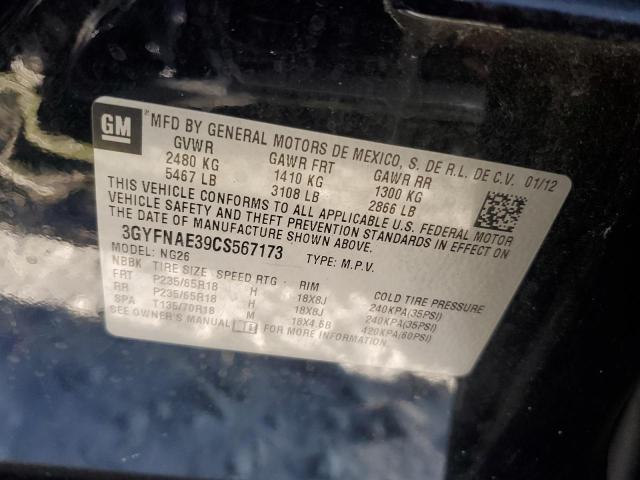 GM
*MFD BY GENERAL MOTORS DE MEXICO, S. DE R.L. DE C.V. 01/12
GVWR GAWR FRT GAWR RR
2480 KG 1410 KG 1300 KG
5467 LB 3108 LB 2866 LB
THIS VEHICLE CONFORMS TO ALL APPLICABLE U.S. FEDERAL MOTOR
VEHICLE SAFETY AND THEFT PREVENTION STANDARDS IN EFFECT ON
THE DATE OF MANUFACTURE SHOWN ABOVE.
3GYFNAE39CS567173 TYPE: M.P.V.
MODEL: NG26
NBBK TIRE SIZE SPEED RTG RIM COLD TIRE PRESSURE
FRT P235/65R18 H 18X8J 240KPA(35PSI)
RR P235/65R18 H 18X8J 240KPA(35PSI)
SPA T135/70R18 M 18X4.5B 420KPA(60PSI)
SEE OWNER'S MANUAL FOR MORE INFORMATION